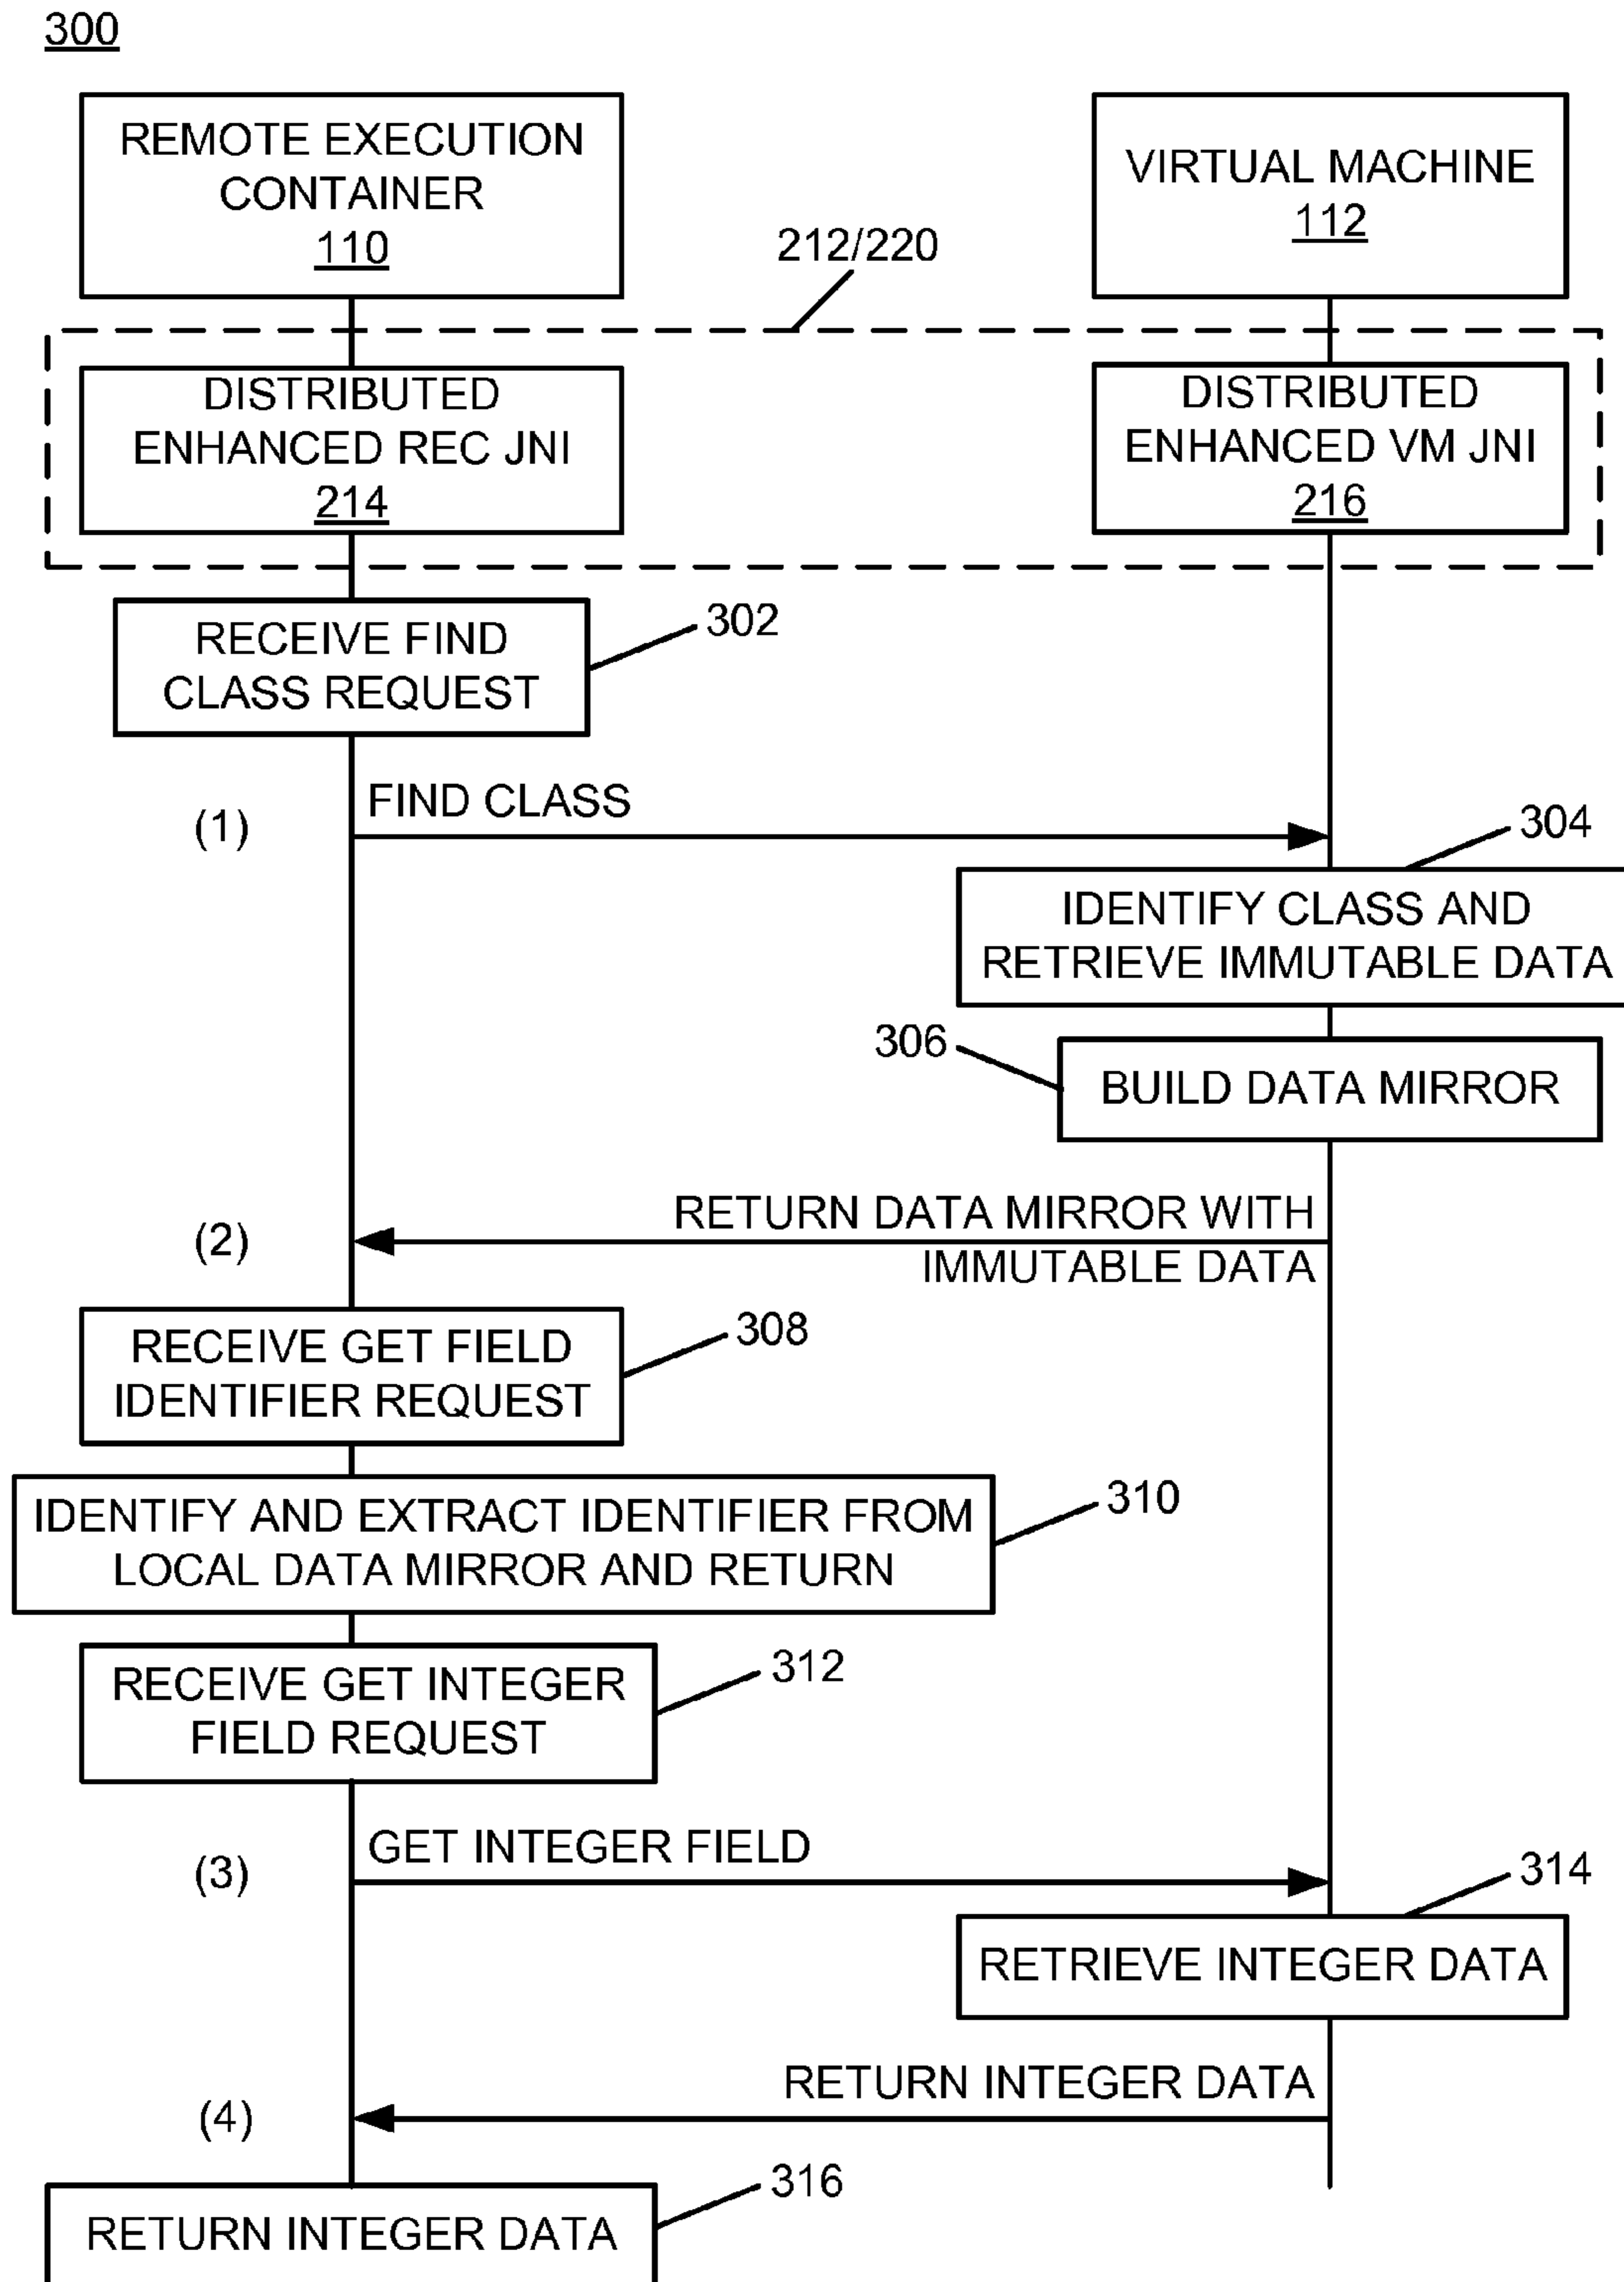 300
REMOTE EXECUTION
CONTAINER
110
VIRTUAL MACHINE
112
212/220
DISTRIBUTED
ENHANCED REC JNI
214
DISTRIBUTED
ENHANCED VM JNI
216
RECEIVE FIND
CLASS REQUEST
302
(1)
FIND CLASS
304
IDENTIFY CLASS AND
RETRIEVE IMMUTABLE DATA
306
BUILD DATA MIRROR
(2)
RETURN DATA MIRROR WITH
IMMUTABLE DATA
RECEIVE GET FIELD
IDENTIFIER REQUEST
308
IDENTIFY AND EXTRACT IDENTIFIER FROM
LOCAL DATA MIRROR AND RETURN
310
RECEIVE GET INTEGER
FIELD REQUEST
312
(3)
GET INTEGER FIELD
314
RETRIEVE INTEGER DATA
(4)
RETURN INTEGER DATA
316
RETURN INTEGER DATA